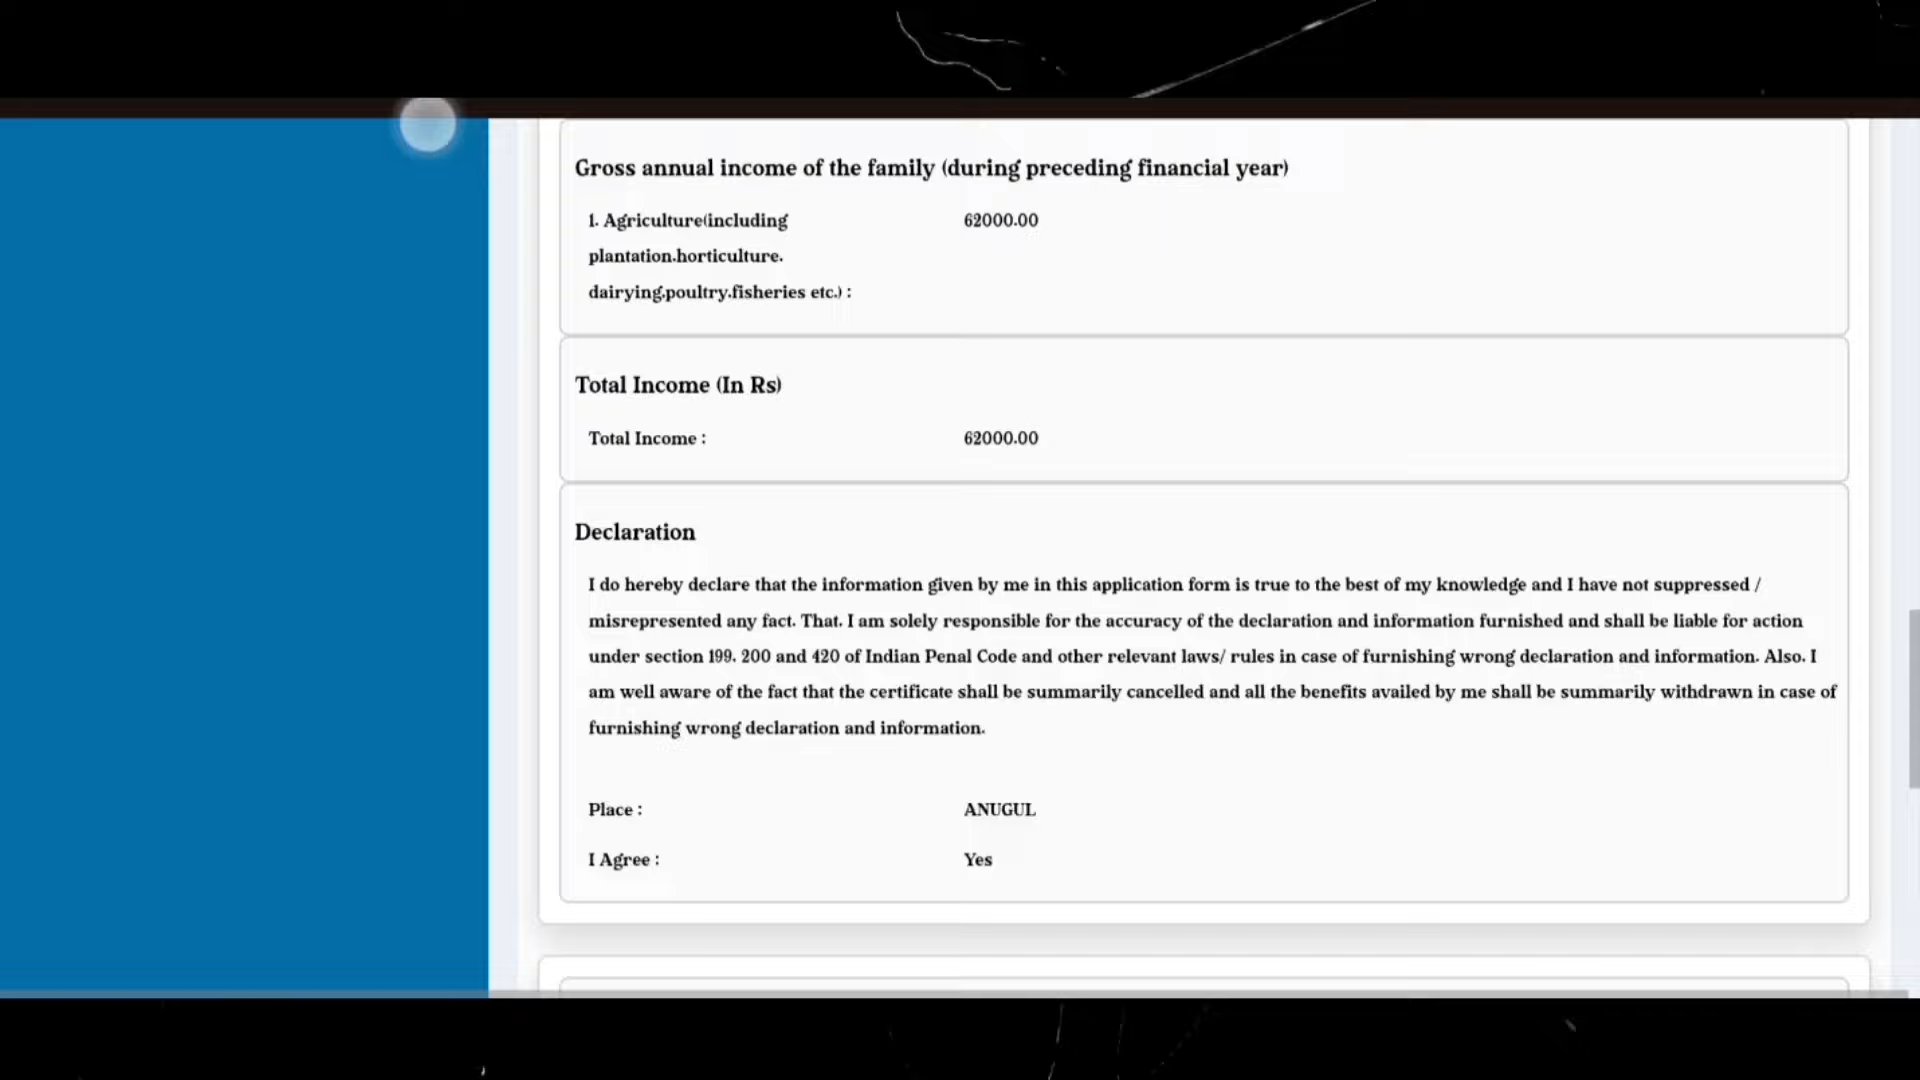 Gross annual income of the family (during preceding financial year)
1. Agriculture(including 62000.00
plantation.horticulture.
dairying.poultry.fisheries etc.) :
Total Income (In Rs)
Total Income : 62000.00
Declaration
I do hereby declare that the information given by me in this application form is true to the best of my knowledge and I have not suppressed /
misrepresented any fact. That. I am solely responsible for the accuracy of the declaration and information furnished and shall be liable for action
under section 199. 200 and 420 of Indian Penal Code and other relevant laws/ rules in case of furnishing wrong declaration and information. Also. I
am well aware of the fact that the certificate shall be summarily cancelled and all the benefits availed by me shall be summarily withdrawn in case of
furnishing wrong declaration and information.
Place : ANUGUL
I Agree : Yes